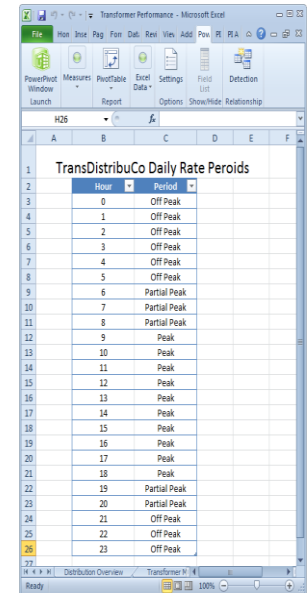 Transformer Performance - Microsoft Excel
File Hon Inse Pag Forn Dat Revi Viev Add Pow
PowerPivot Window Measures PivotTable Excel Data Settings Field List Detection
Launch Report Options Show/Hide Relationship
H26 fx
A B C D E F
1 TransDistribuCo Daily Rate Peroids
2 Hour Period
3 0 Off Peak
4 1 Off Peak
5 2 Off Peak
6 3 Off Peak
7 4 Off Peak
8 5 Off Peak
9 6 Partial Peak
10 7 Partial Peak
11 8 Partial Peak
12 9 Peak
13 10 Peak
14 11 Peak
15 12 Peak
16 13 Peak
17 14 Peak
18 15 Peak
19 16 Peak
20 17 Peak
21 18 Peak
22 19 Partial Peak
23 20 Partial Peak
24 21 Off Peak
25 22 Off Peak
26 23 Off Peak
27
Distribution Overview Transformer
Ready 100%